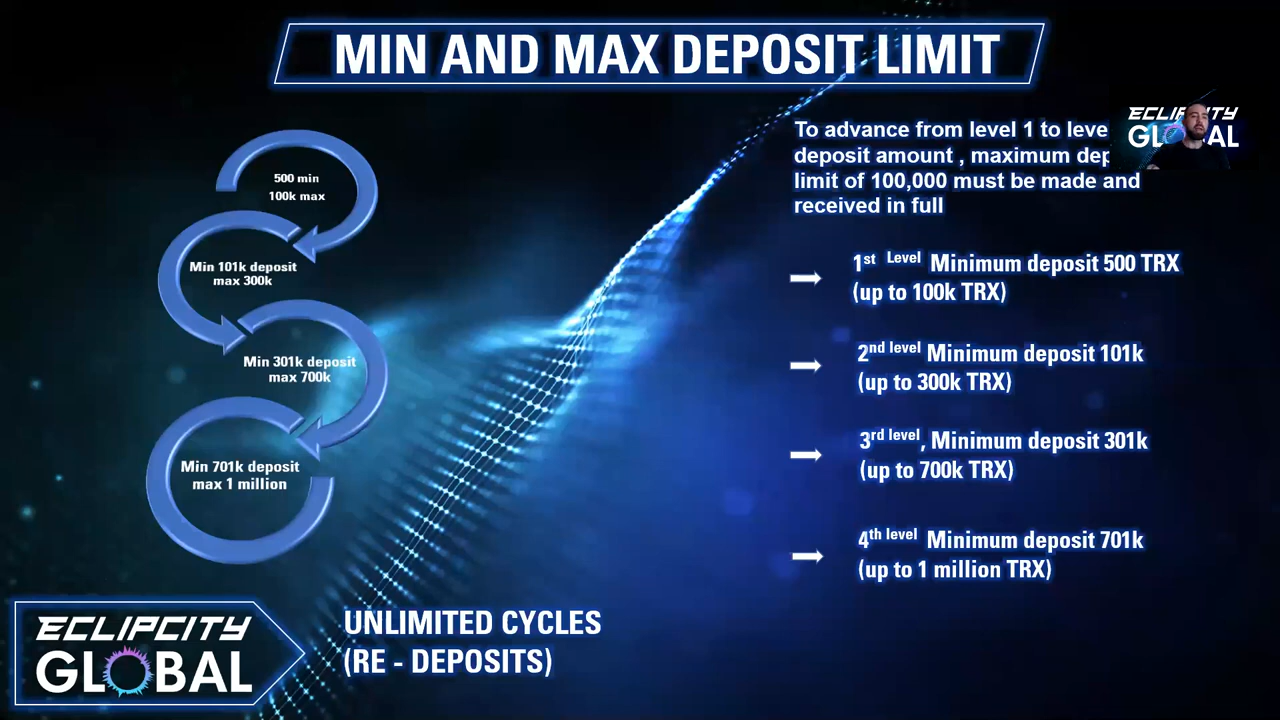 MIN AND MAX DEPOSIT LIMIT
ECLIPCITY
GLOBAL
To advance from level 1 to
deposit amount , maximum
limit of 100,000 must be made and
received in full
500 min
100k max
Min 101k deposit
max 300k
Min 301k deposit
max 700k
Min 701k deposit
max 1 million
1st Level Minimum deposit 500 TRX
(up to 100k TRX)
2nd level Minimum deposit 101k
(up to 300k TRX)
3rd level, Minimum deposit 301k
(up to 700k TRX)
4th level Minimum deposit 701k
(up to 1 million TRX)
ECLIPCITY
GLOBAL
UNLIMITED CYCLES
(RE - DEPOSITS)